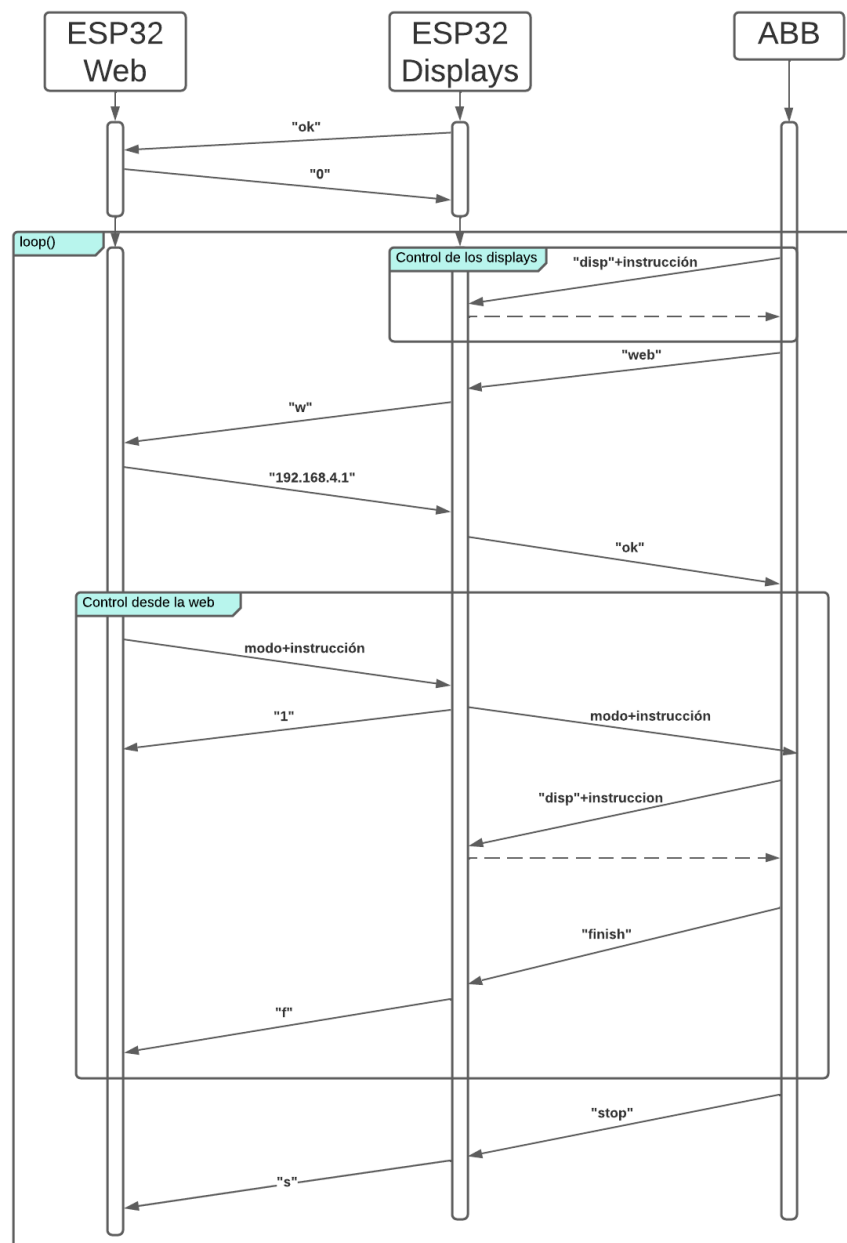 ESP32
Web
ESP32
Displays
ABB
"ok"
"0"
loop()
Control de los displays
"disp"+instrucción
"web"
"w"
"192.168.4.1"
"ok"
Control desde la web
modo+instrucción
"1"
modo+instrucción
"disp"+instruccion
"finish"
"f"
"stop"
"s"